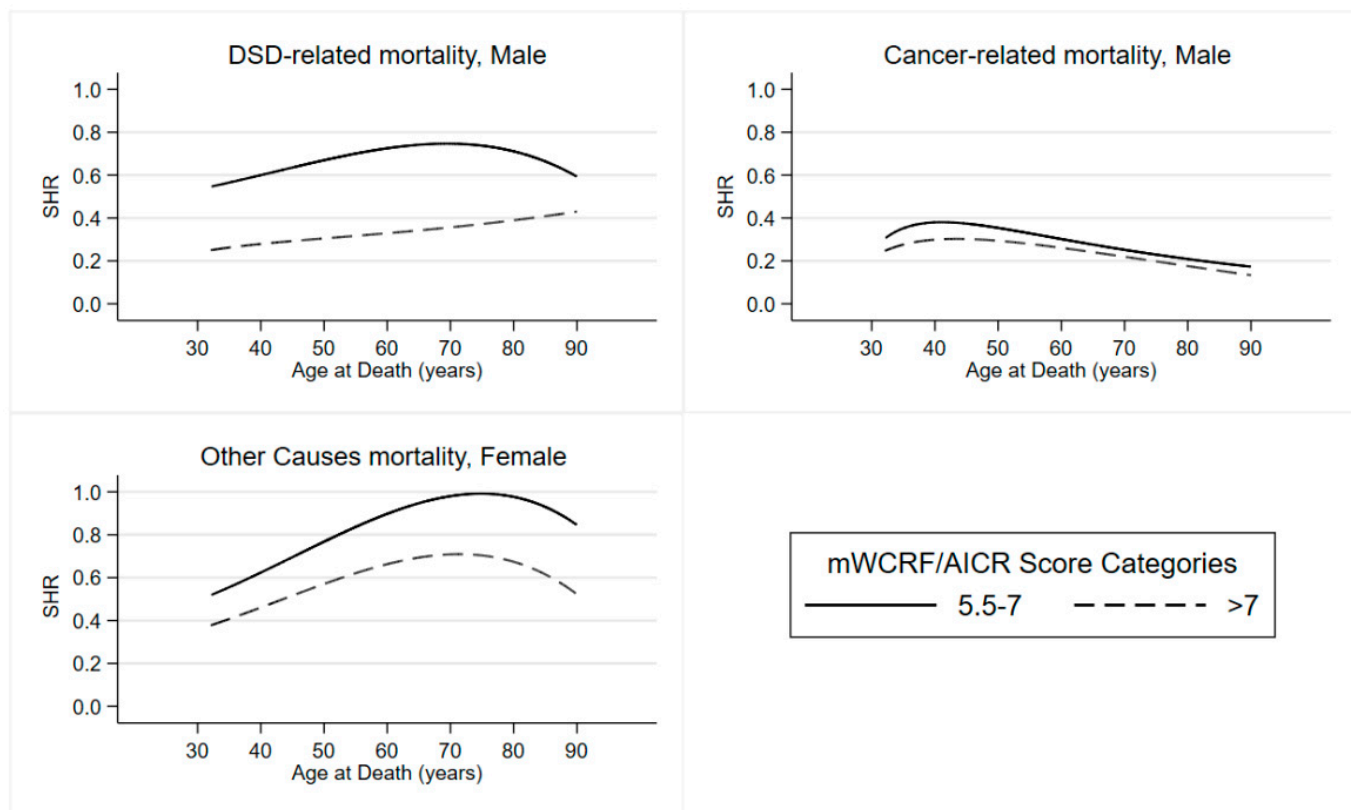 DSD-related mortality, Male
1.0
0.8
0.6
0.4
0.2
0.0
SHR
30 40 50 60 70 80 90
Age at Death (years)
Cancer-related mortality, Male
1.0
0.8
0.6
0.4
0.2
0.0
SHR
30 40 50 60 70 80 90
Age at Death (years)
Other Causes mortality, Female
1.0
0.8
0.6
0.4
0.2
0.0
SHR
30 40 50 60 70 80 90
Age at Death (years)
mWCRF/AICR Score Categories
5.5-7 >7